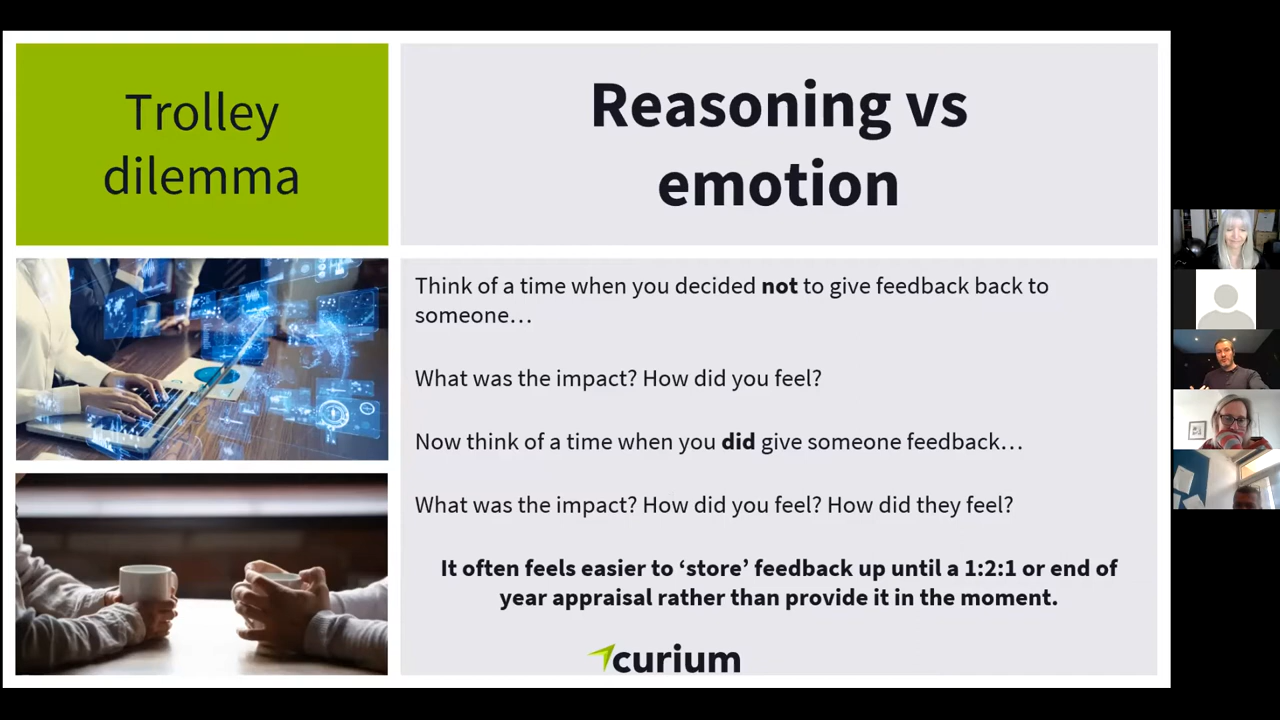 Trolley
dilemma
Reasoning vs
emotion
Think of a time when you decided not to give feedback back to
someone…
What was the impact? How did you feel?
Now think of a time when you did give someone feedback…
What was the impact? How did you feel? How did they feel?
It often feels easier to ‘store’ feedback up until a 1:2:1 or end of
year appraisal rather than provide it in the moment.
curium